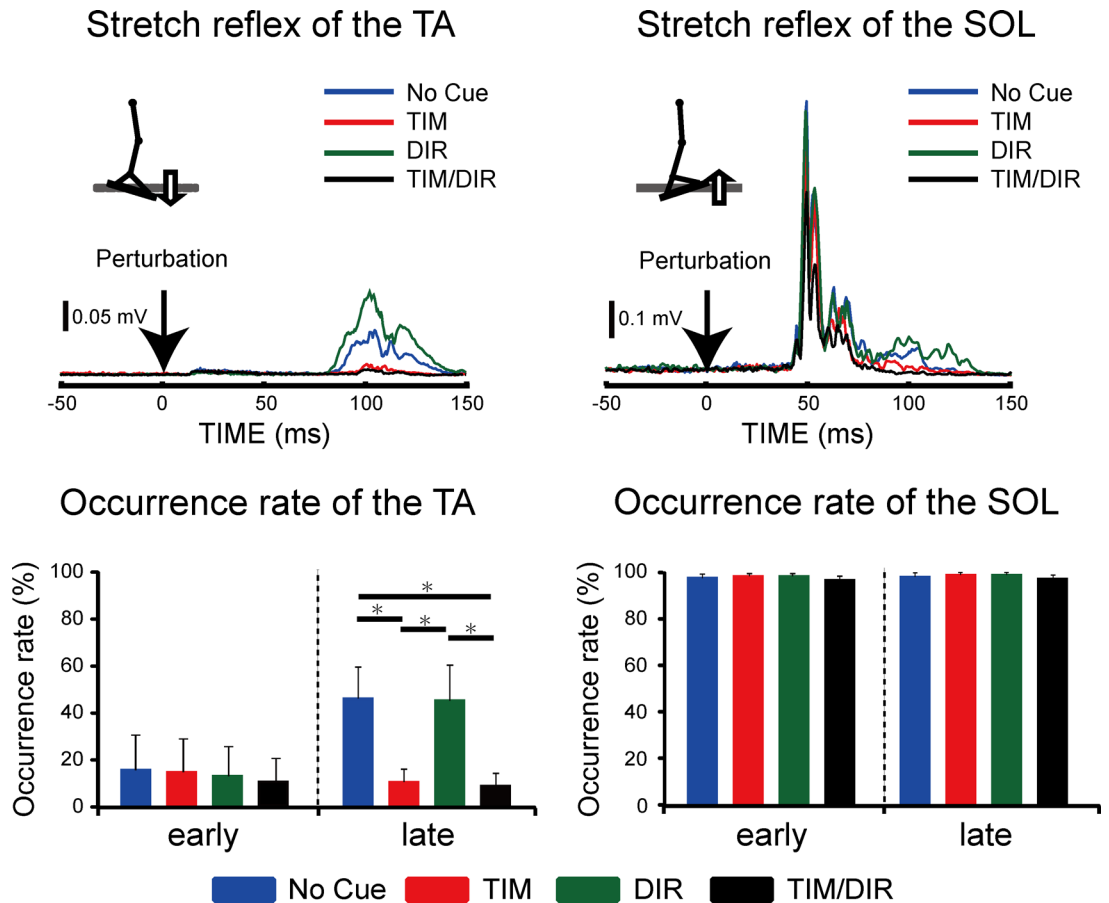 Stretch reflex of the TA
No Cue
TIM
DIR
TIM/DIR
Perturbation
0.05 mV
-50 0 50 100 150
TIME (ms)
Stretch reflex of the SOL
No Cue
TIM
DIR
TIM/DIR
Perturbation
0.1 mV
-50 0 50 100 150
TIME (ms)
Occurrence rate of the TA
Occurrence rate (%)
100
80
60
40
20
0
* 
* * *
early late
Occurrence rate of the SOL
Occurrence rate (%)
100
80
60
40
20
0
early late
No Cue TIM DIR TIM/DIR